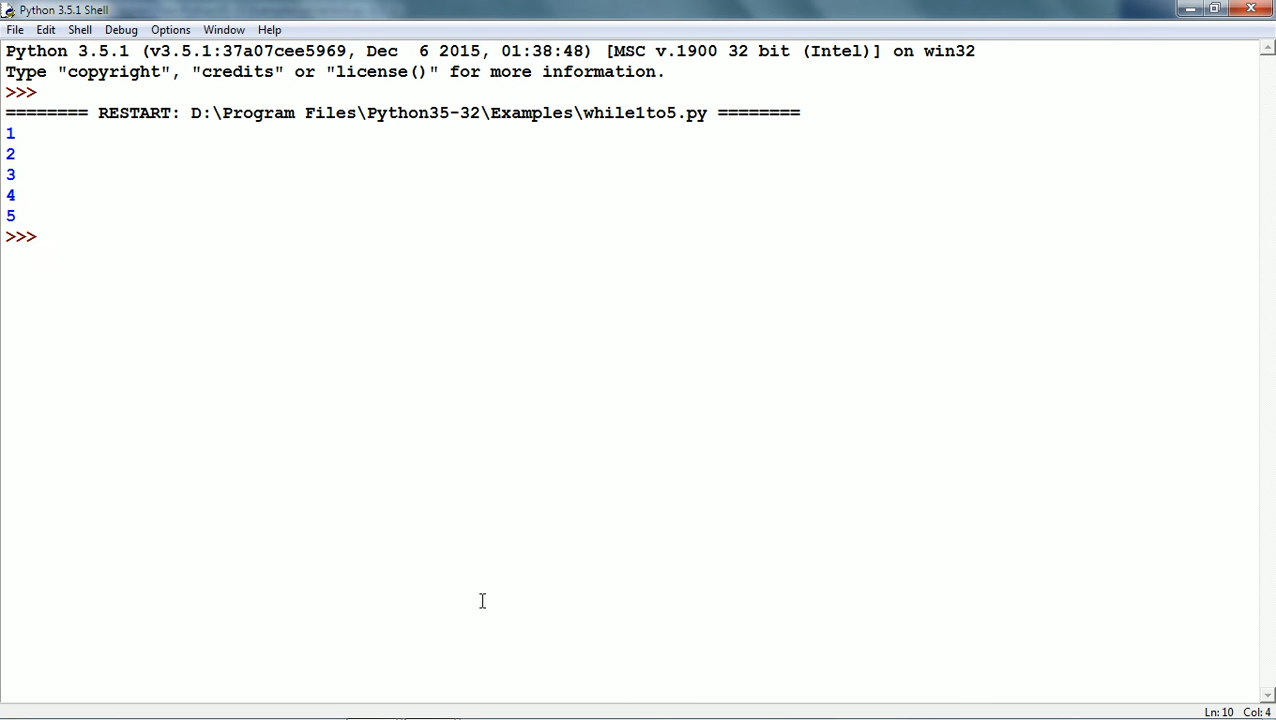 Python 3.5.1 Shell
File Edit Shell Debug Options Window Help
Python 3.5.1 (v3.5.1:37a07cee5969, Dec  6 2015, 01:38:48) [MSC v.1900 32 bit (Intel)] on win32
Type "copyright", "credits" or "license()" for more information.
>>>
======== RESTART: D:\Program Files\Python35-32\Examples\while1to5.py ========
1
2
3
4
5
>>>
Ln: 10 Col: 4